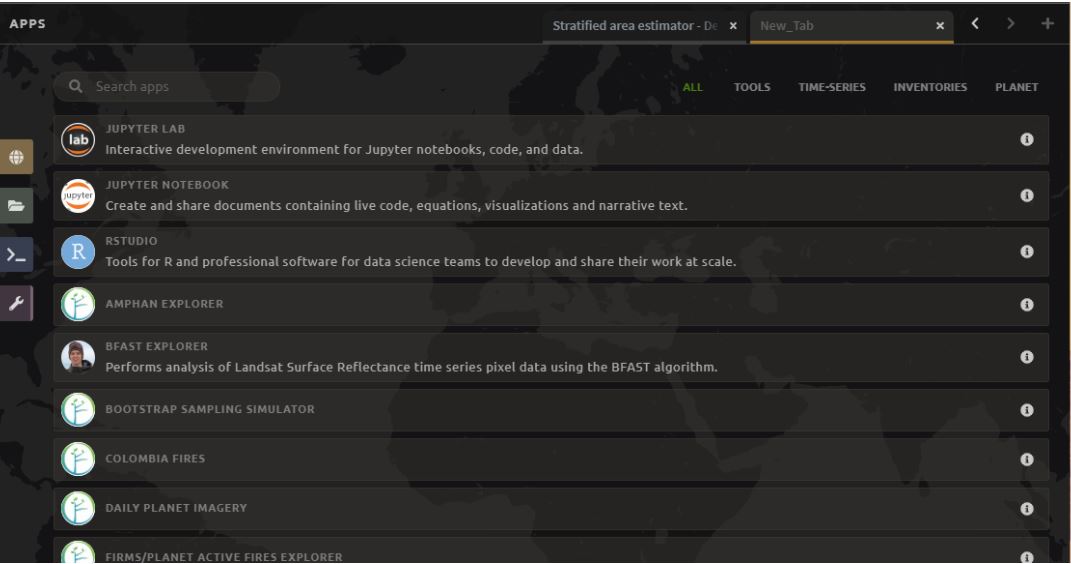 APPS
Stratified area estimator - De
New_Tab
Search apps
ALL TOOLS TIME-SERIES INVENTORIES PLANET
lab
JUPYTER LAB
Interactive development environment for Jupyter notebooks, code, and data.
jupyter
JUPYTER NOTEBOOK
Create and share documents containing live code, equations, visualizations and narrative text.
R
RSTUDIO
Tools for R and professional software for data science teams to develop and share their work at scale.
AMPHAN EXPLORER
BFAST EXPLORER
Performs analysis of Landsat Surface Reflectance time series pixel data using the BFAST algorithm.
BOOTSTRAP SAMPLING SIMULATOR
COLOMBIA FIRES
DAILY PLANET IMAGERY
FIRMS/PLANET ACTIVE FIRES EXPLORER